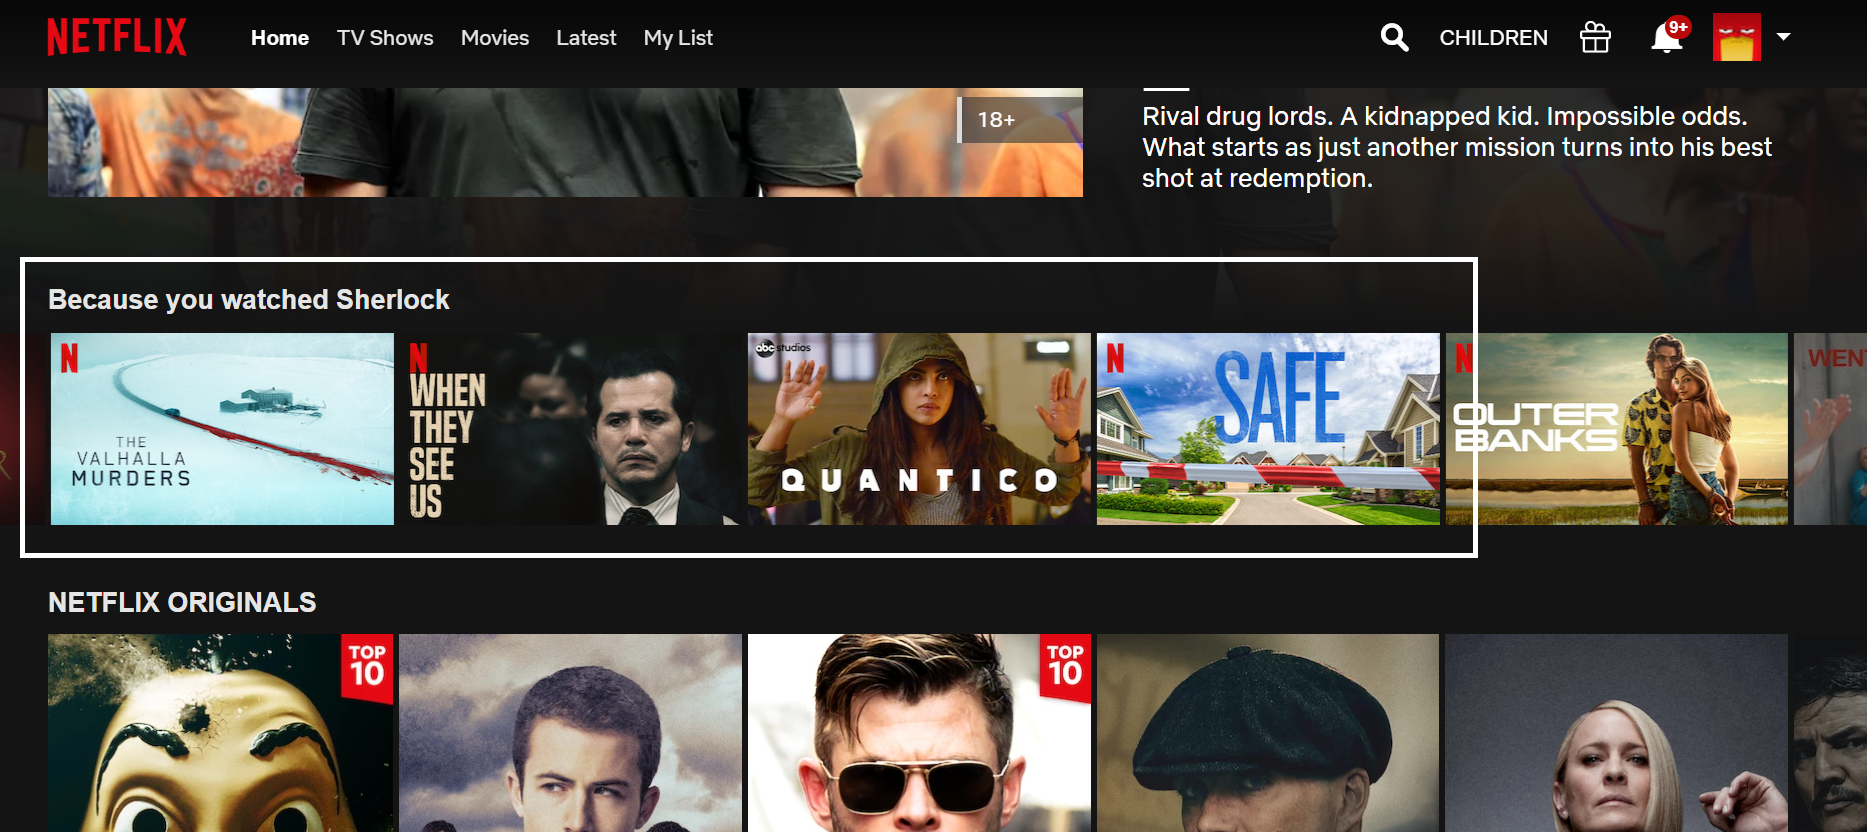 NETFLIX
Home TV Shows Movies Latest My List
CHILDREN
9+
18+
Rival drug lords. A kidnapped kid. Impossible odds.
What starts as just another mission turns into his best
shot at redemption.
Because you watched Sherlock
N
THE
VALHALLA
MURDERS
N
WHEN
THEY
SEE
US
abc studios
QUANTICO
N
SAFE
N
OUTER
BANKS
WENT
NETFLIX ORIGINALS
TOP
10
TOP
10